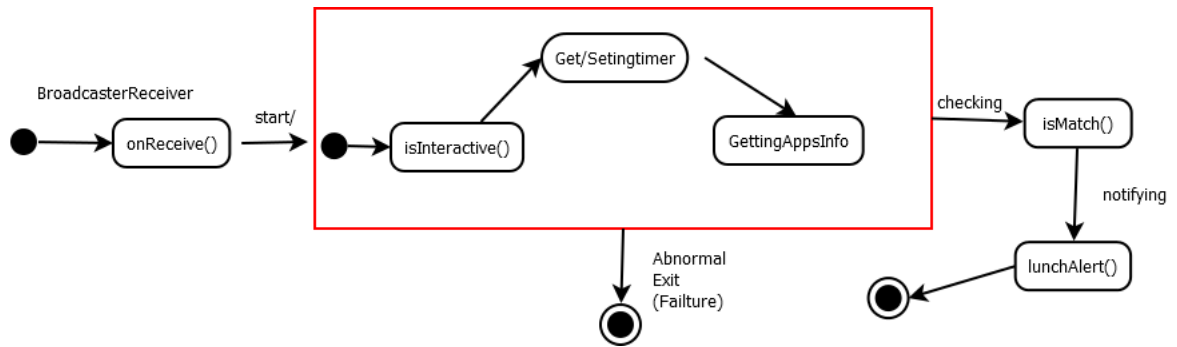 BroadcasterReceiver
onReceive()
start/
isInteractive()
Get/Setingtimer
GettingAppsInfo
checking
isMatch()
notifying
lunchAlert()
Abnormal
Exit
(Failture)